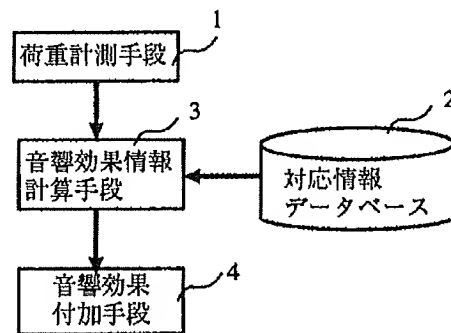 1
荷重計測手段
3
音響効果情報
計算手段
2
対応情報
データベース
音響効果
付加手段
4